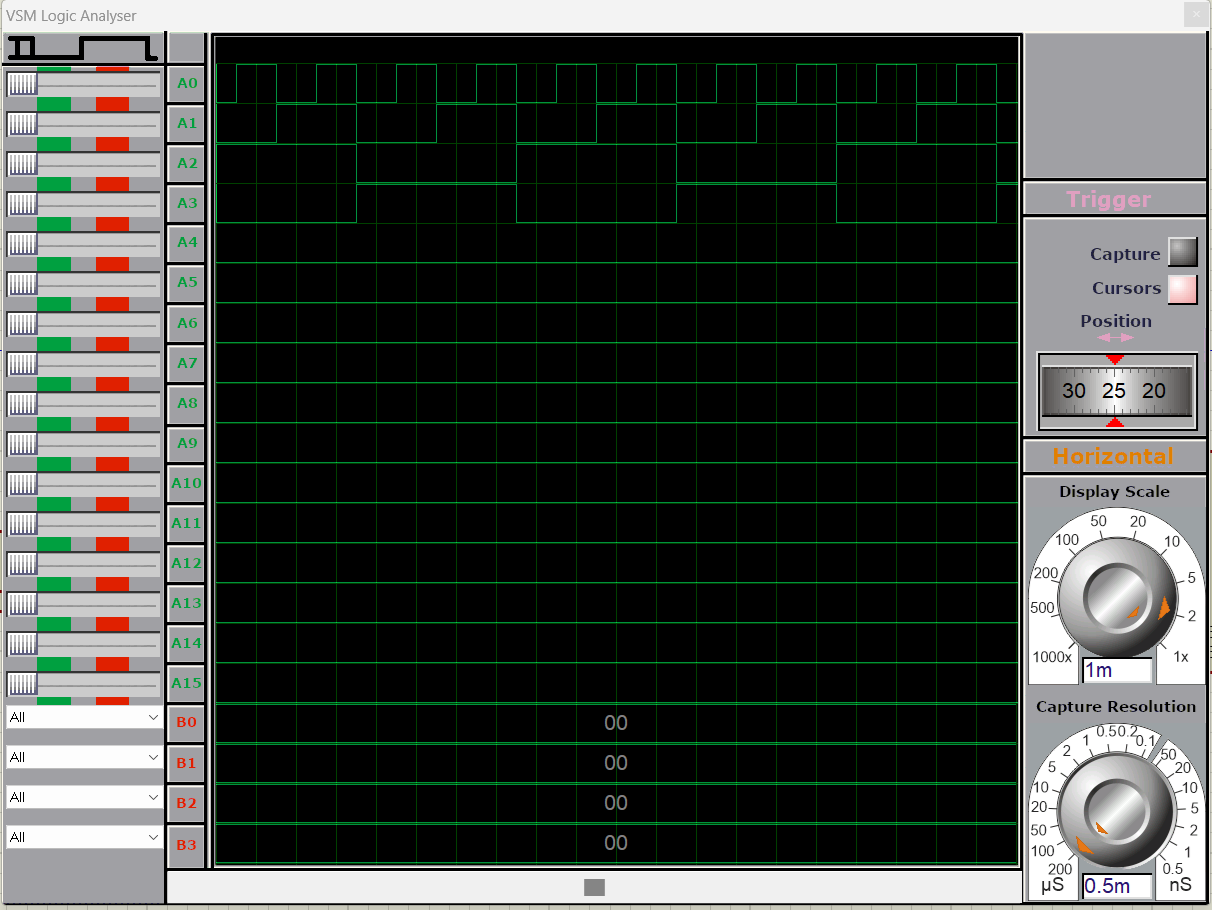 VSM Logic Analyser
A0
A1
A2
A3
A4
A5
A6
A7
A8
A9
A10
A11
A12
A13
A14
A15
All B0 00
All B1 00
All B2 00
All B3 00
Trigger
Capture
Cursors
Position
30 25 20
Horizontal
Display Scale
50 20
100 10
200 5
500 2
1000x 1x
1m
Capture Resolution
0.5 0.2
1 0.1
2 50
5 20
10 10
20 5
50 2
100 1
200 0.5
µS 0.5m nS